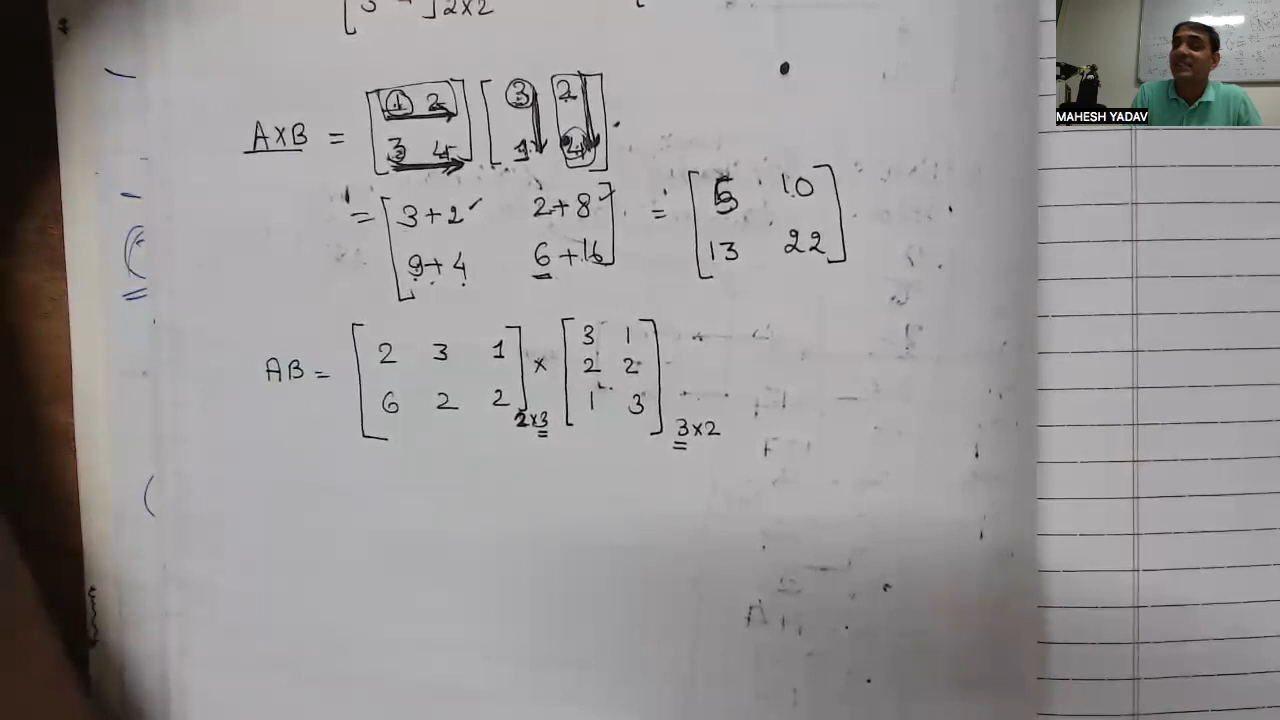 2x2
MAHESH YADAV
AXB = [1 2 3 4] [3 2 1 4]
= [3+2 2+8 9+4 6+16] = [5 10 13 22]
AB = [2 3 1 6 2 2] 2x3 x [3 1 2 2 1 3] 3x2